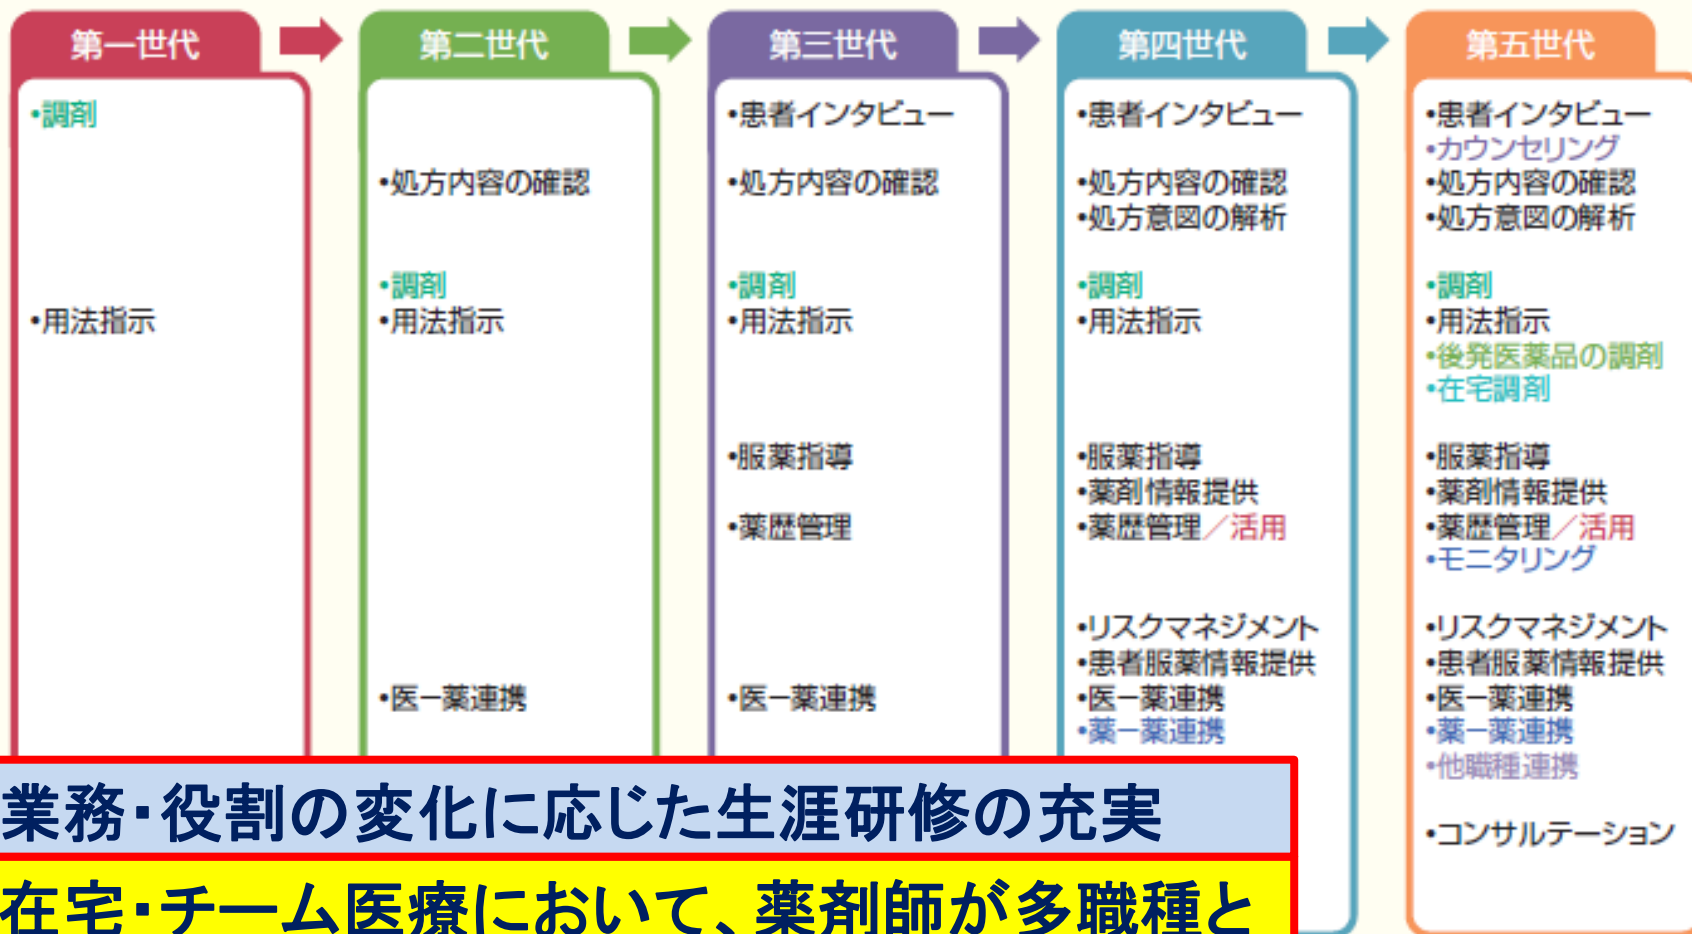 第一世代
・調剤
・用法指示
第二世代
・処方内容の確認
・調剤
・用法指示
・医ー薬連携
第三世代
・患者インタビュー
・処方内容の確認
・調剤
・用法指示
・服薬指導
・薬歴管理
・医ー薬連携
第四世代
・患者インタビュー
・処方内容の確認
・処方意図の解析
・調剤
・用法指示
・服薬指導
・薬剤情報提供
・薬歴管理／活用
・リスクマネジメント
・患者服薬情報提供
・医ー薬連携
・薬ー薬連携
第五世代
・患者インタビュー
・カウンセリング
・処方内容の確認
・処方意図の解析
・調剤
・用法指示
・後発医薬品の調剤
・在宅調剤
・服薬指導
・薬剤情報提供
・薬歴管理／活用
・モニタリング
・リスクマネジメント
・患者服薬情報提供
・医ー薬連携
・薬ー薬連携
・他職種連携
・コンサルテーション
業務・役割の変化に応じた生涯研修の充実
在宅・チーム医療において、薬剤師が多職種と